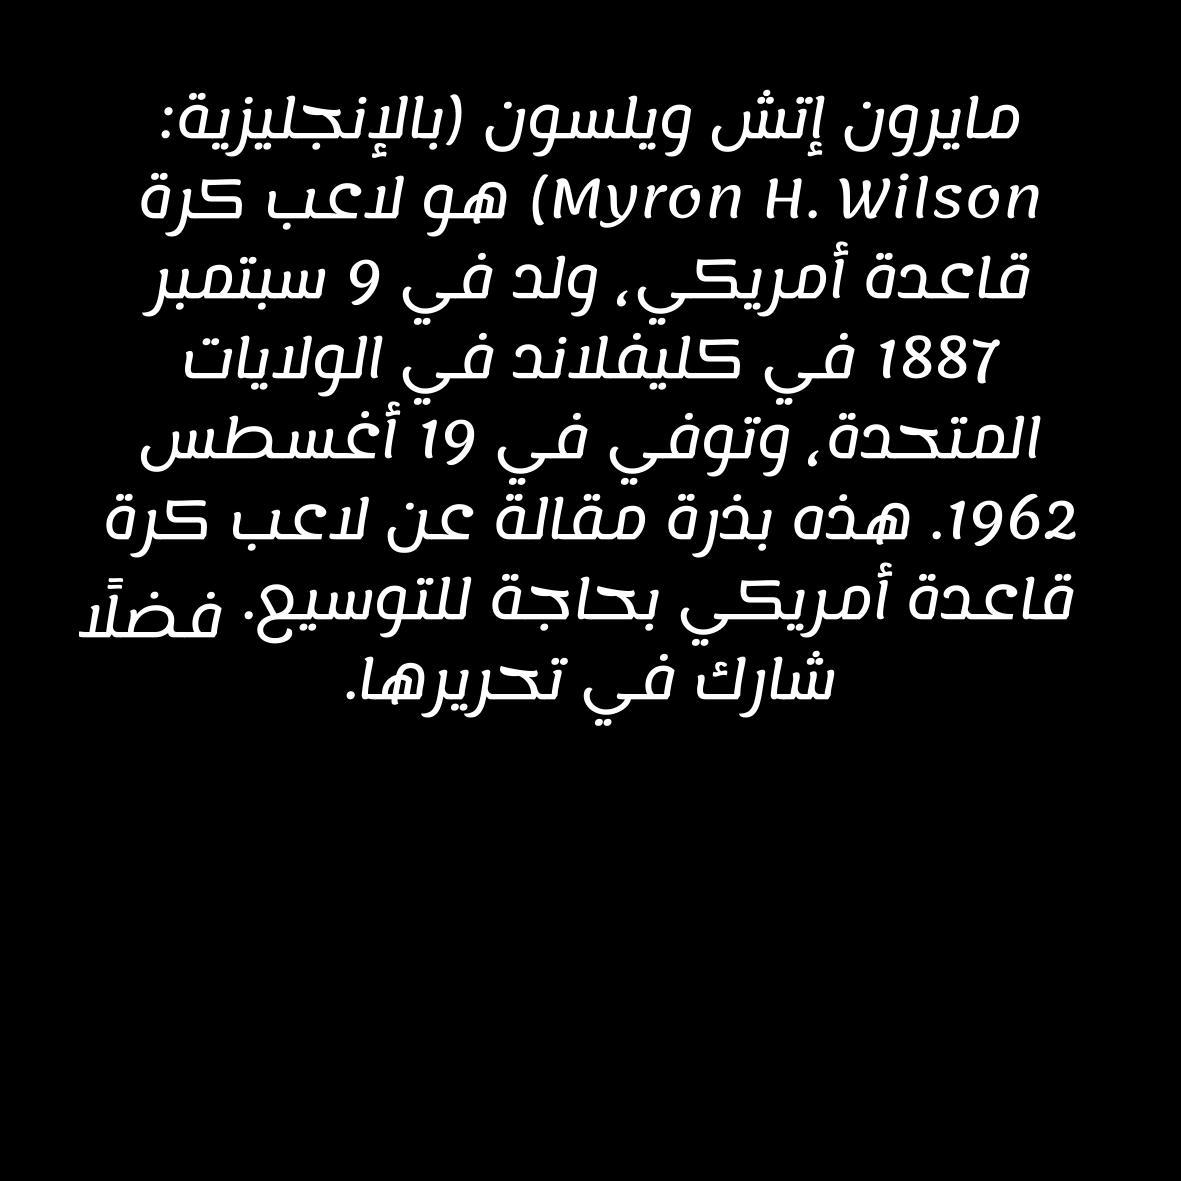 مايرون إتش ويلسون (بالإنجليزية:
Myron H. Wilson) هو لاعب كرة
قاعدة أمريكي، ولد في 9 سبتمبر
1887 في كليفلاند في الولايات
المتحدة، وتوفي في 19 أغسطس
1962. هذه بذرة مقالة عن لاعب كرة
قاعدة أمريكي بحاجة للتوسيع. فضلًا
شارك في تحريرها.